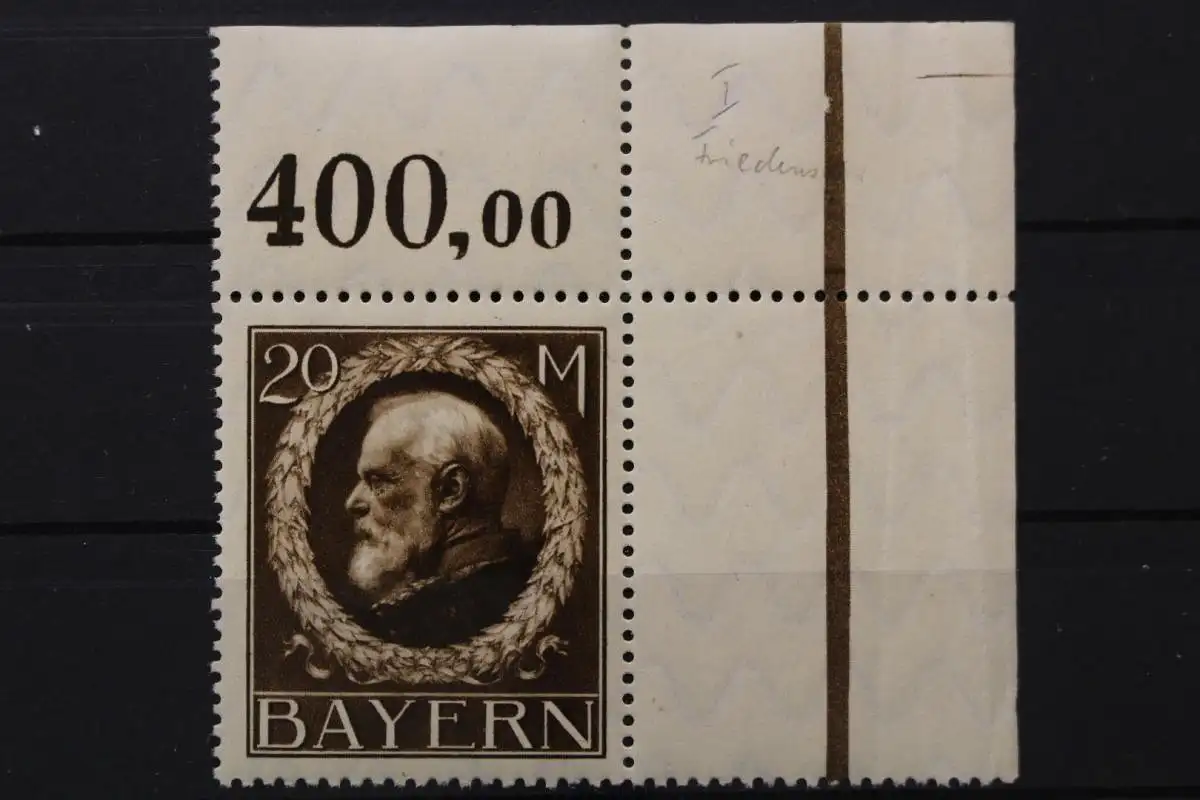 400,00
I
Friedens
20 M
BAYERN